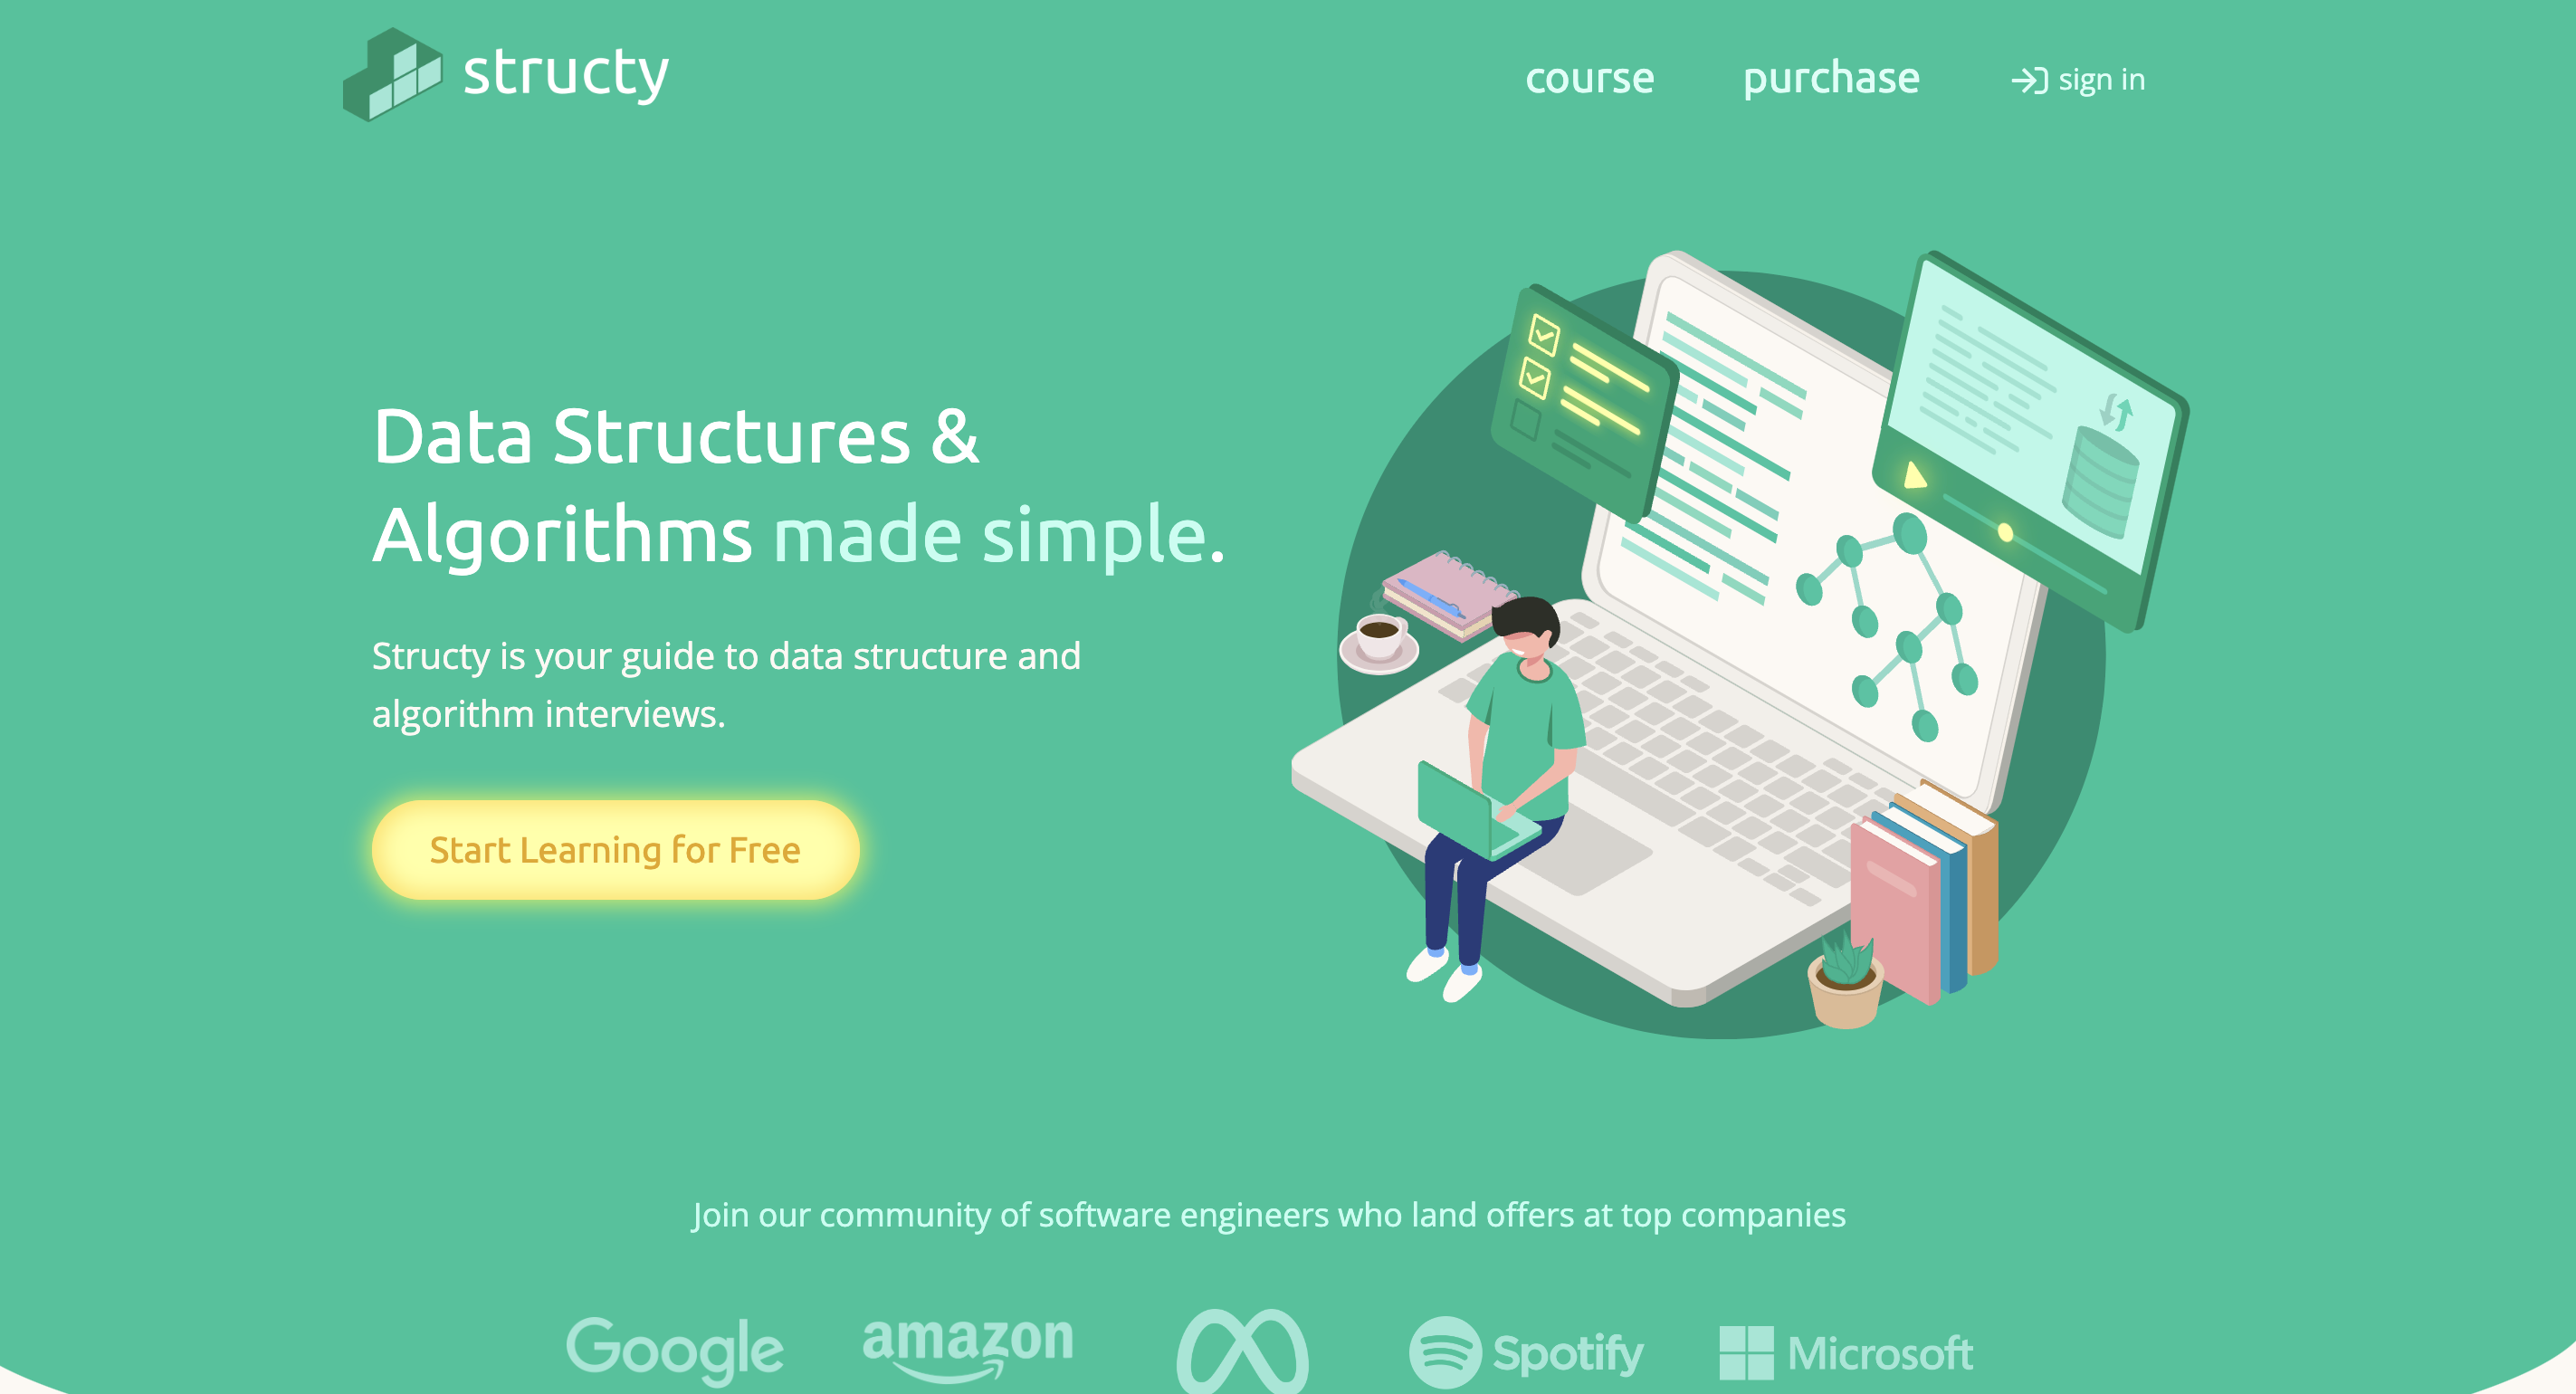 structy
course
purchase
sign in
Data Structures &
Algorithms made simple.
Structy is your guide to data structure and
algorithm interviews.
Start Learning for Free
Join our community of software engineers who land offers at top companies
Google
amazon
Spotify
Microsoft